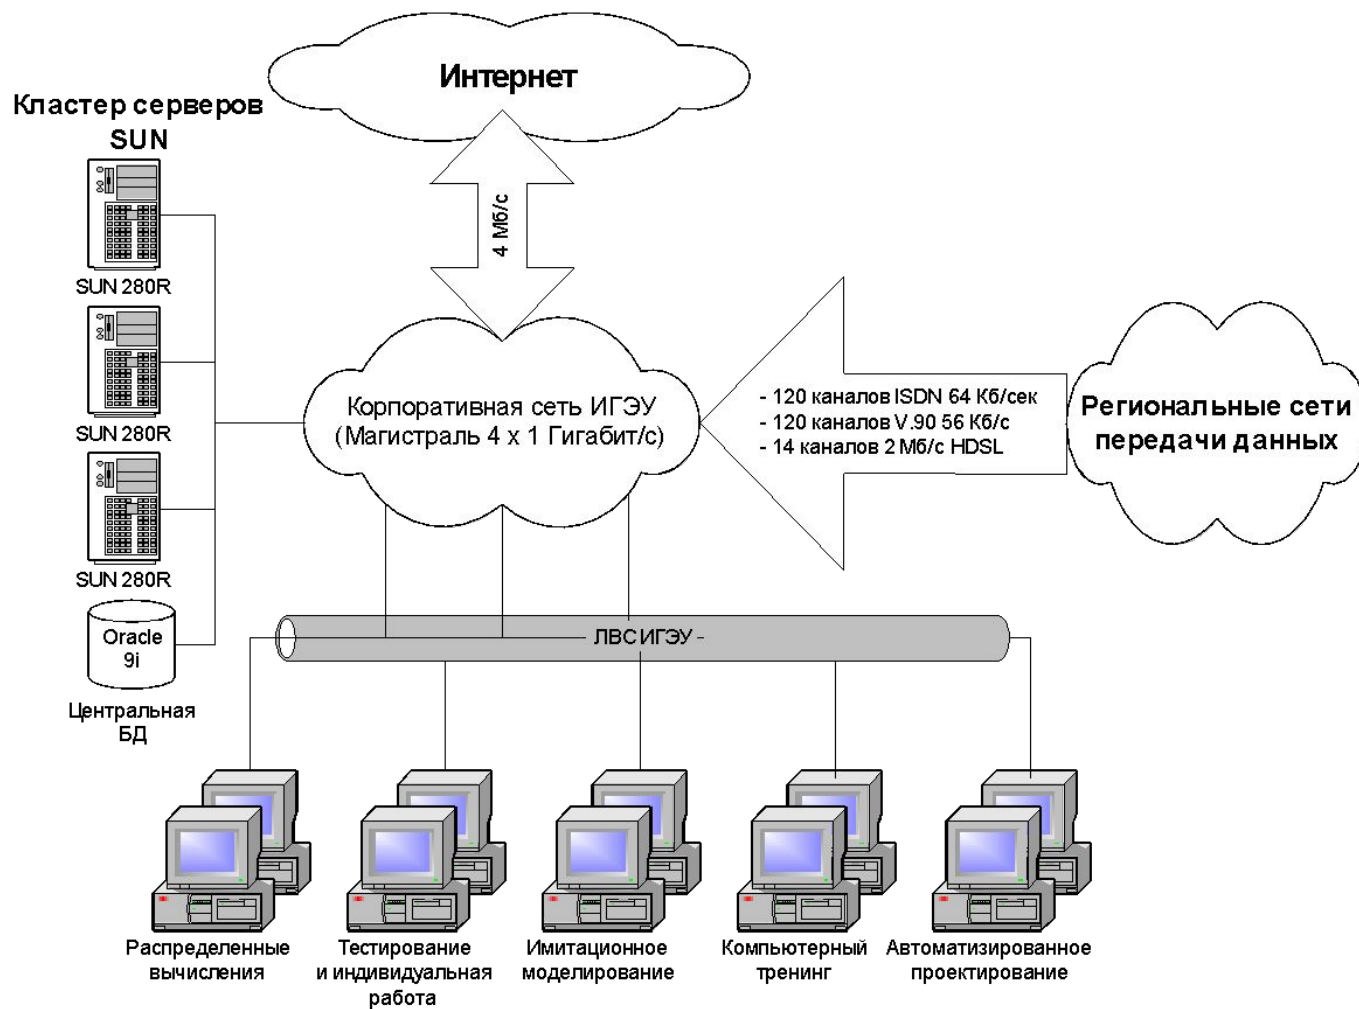 Интернет
Кластер серверов
SUN
4 Мб/с
SUN 280R
SUN 280R
SUN 280R
Oracle
9i
Центральная
БД
Корпоративная сеть ИГЭУ
(Магистраль 4 x 1 Гигабит/с)
- 120 каналов ISDN 64 Кб/сек
- 120 каналов V.90 56 Кб/с
- 14 каналов 2 Мб/с HDSL
Региональные сети
передачи данных
ЛВС ИГЭУ -
Распределенные
вычисления
Тестирование
и индивидуальная
работа
Имитационное
моделирование
Компьютерный
тренинг
Автоматизированное
проектирование